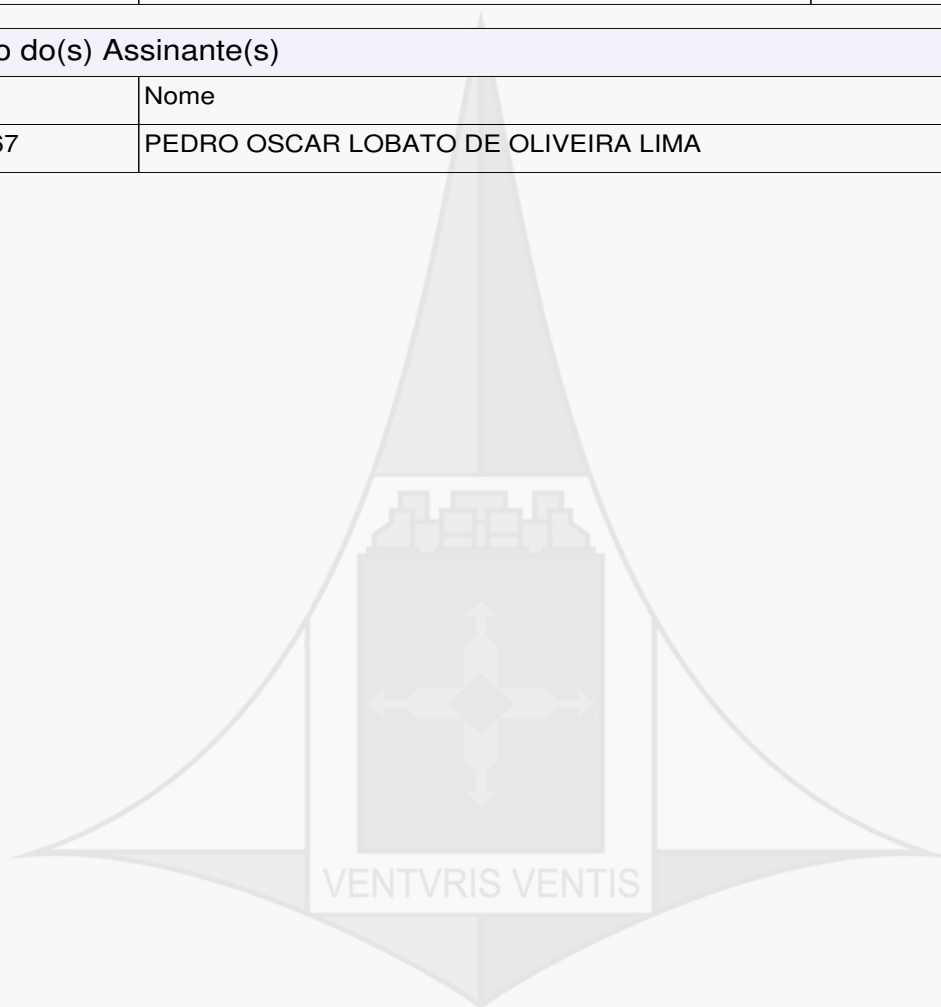 o do(s) Assinante(s)
Nome
67 PEDRO OSCAR LOBATO DE OLIVEIRA LIMA
VENTVRIS VENTIS